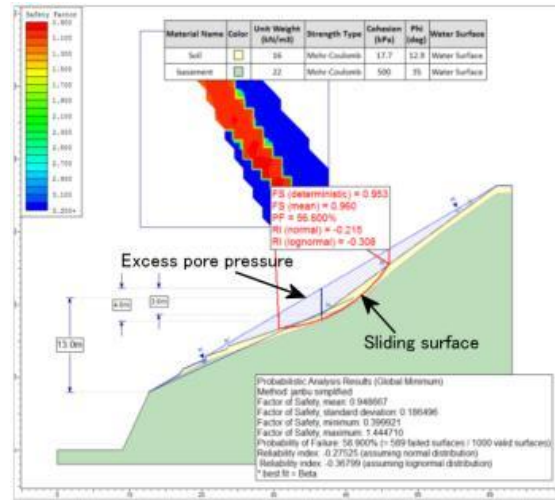 Safety Factor
Material Name Color Unit Weight (kN/m3) Strength Type Cohesion (kPa) Phi (deg) Water Surface
Soil 16 Mohr-Coulomb 17.7 12.9 Water Surface
basement 22 Mohr-Coulomb 500 35 Water Surface
FS (deterministic) = 0.953
FS (mean) = 0.960
PF = 56.600%
RI (normal) = -0.215
RI (lognormal) = -0.308
Excess pore pressure
Sliding surface
13.0m
Probabilistic Analysis Results (Global Minimum)
Method: janbu simplified
Factor of Safety, mean: 0.948667
Factor of Safety, standard deviation: 0.186496
Factor of Safety, minimum: 0.399921
Factor of Safety, maximum: 1.444710
Probability of Failure: 58.900% (= 589 failed surfaces / 1000 valid surfaces)
Reliability index: -0.27525 (assuming normal distribution)
Reliability index: -0.36799 (assuming lognormal distribution)
* best fit = Beta